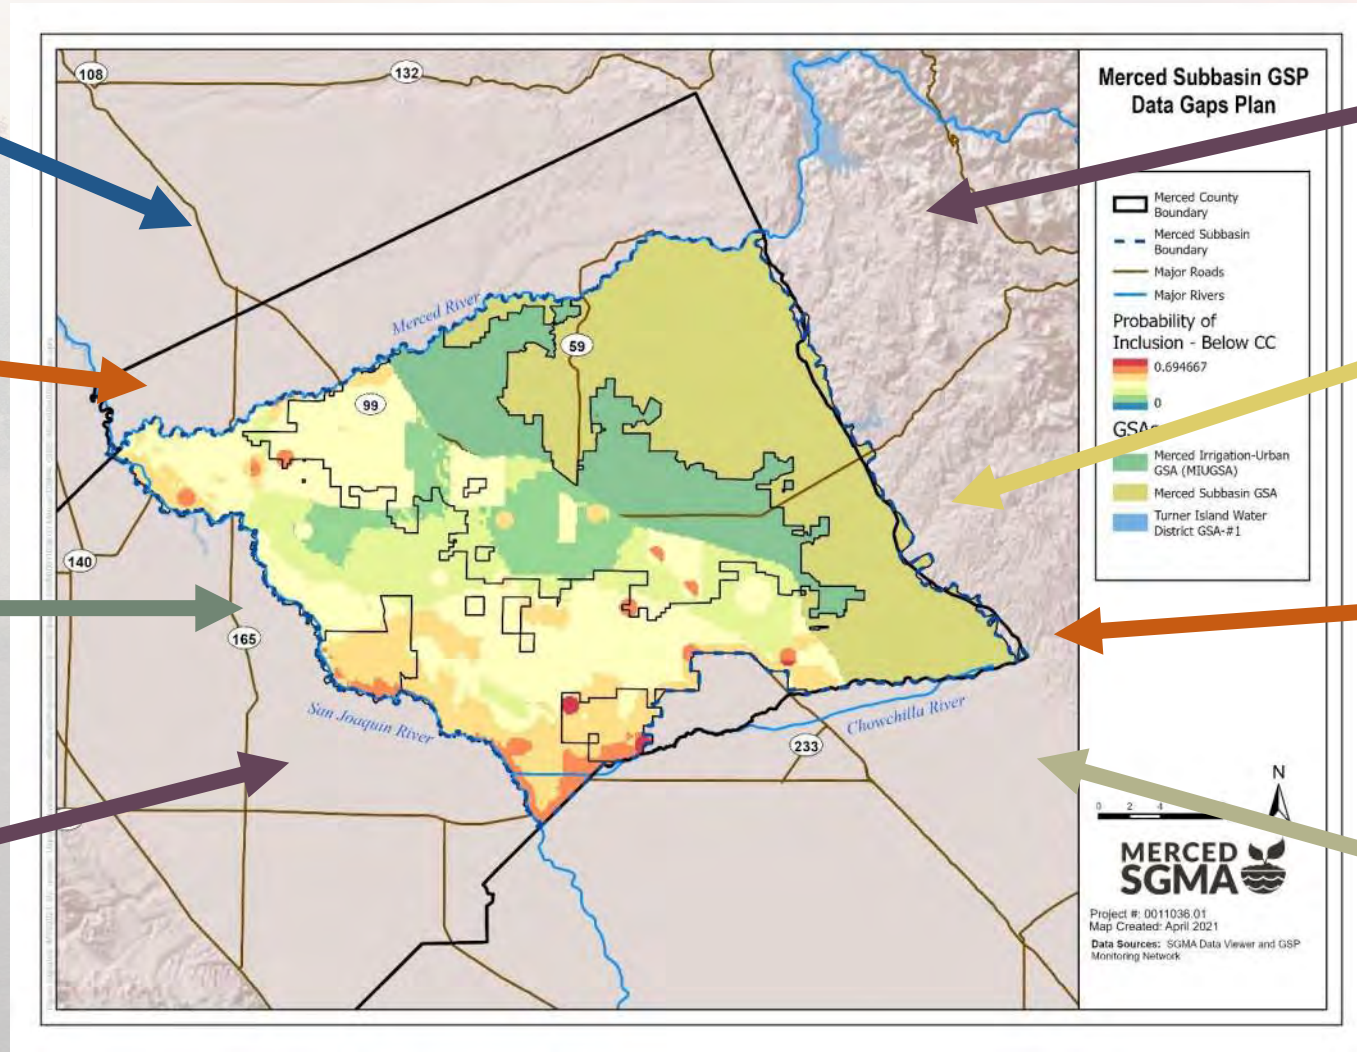 Merced Subbasin GSP
Data Gaps Plan
Merced County
Boundary
Merced Subbasin
Boundary
Major Roads
Major Rivers
Probability of
Inclusion - Below CC
0.694667
0
GSAs
Merced Irrigation-Urban
GSA (MIUGSA)
Merced Subbasin GSA
Turner Island Water
District GSA-#1
108
132
Merced River
59
99
140
165
San Joaquin River
Chowchilla River
233
N
0 2 4
MERCED
SGMA
Project #: 0011036.01
Map Created: April 2021
Data Sources: SGMA Data Viewer and GSP
Monitoring Network